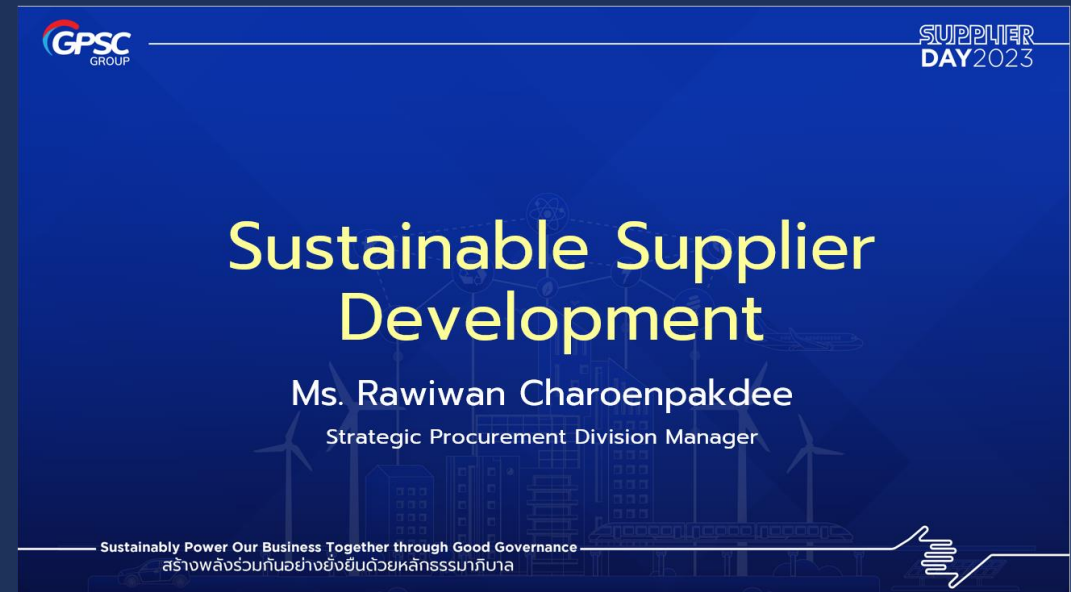 GPSC
GROUP
SUPPLIER
DAY2023
Sustainable Supplier
Development
Ms. Rawiwan Charoenpakdee
Strategic Procurement Division Manager
Sustainably Power Our Business Together through Good Governance
สร้างพลังร่วมกันอย่างยั่งยืนด้วยหลักธรรมาภิบาล